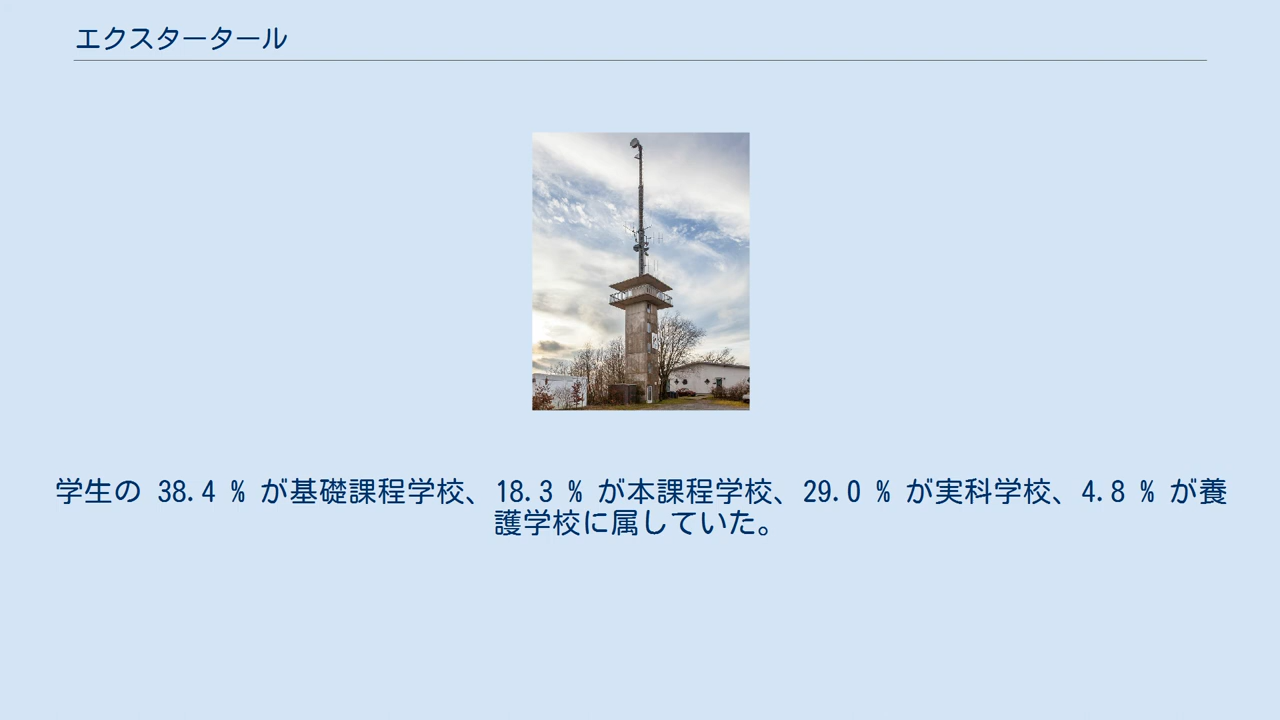 エクスタータール
学生の 38.4 % が基礎課程学校、18.3 % が本課程学校、29.0 % が実科学校、4.8 % が養
護学校に属していた。